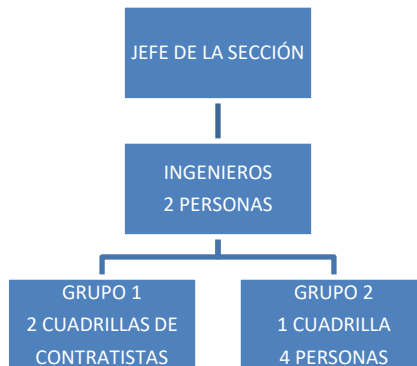 JEFE DE LA SECCIÓN
INGENIEROS
2 PERSONAS
GRUPO 1
2 CUADRILLAS DE
CONTRATISTAS
GRUPO 2
1 CUADRILLA
4 PERSONAS